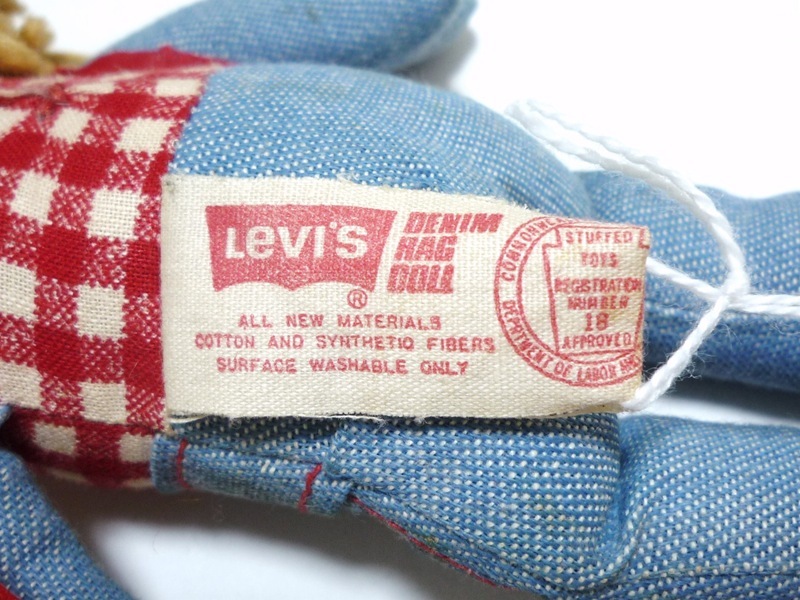 LEVI'S
®
DENIM
RAG
DOLL
ALL NEW MATERIALS
COTTON AND SYNTHETIC FIBERS
SURFACE WASHABLE ONLY
STUFFED
TOYS
REGISTRATION
NUMBER
18
APPROVED
DEPARTMENT OF LABOR AND